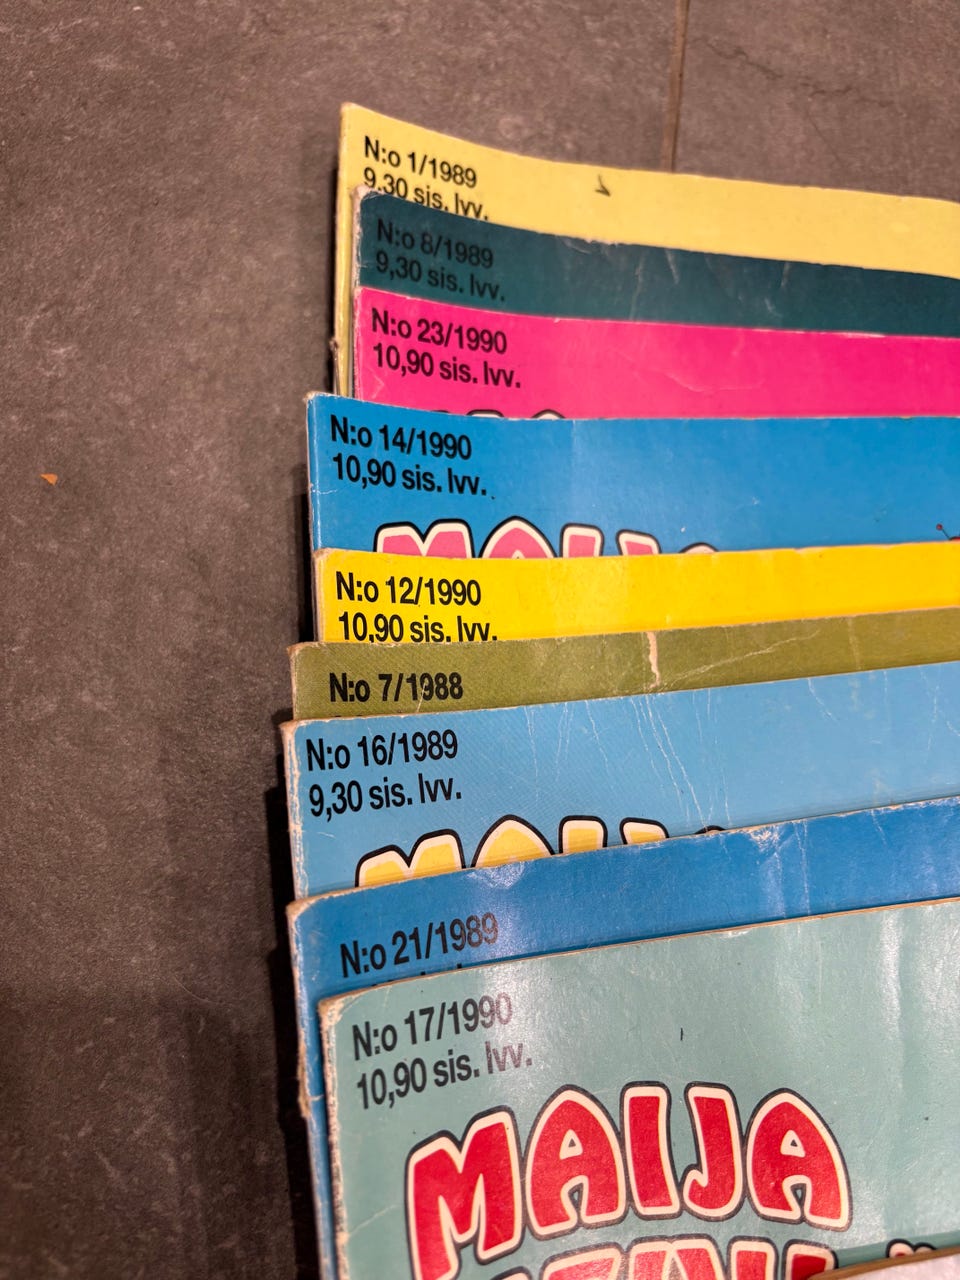 N:o 1/1989
9,30 sis. lvv.
N:o 8/1989
9,30 sis. lvv.
N:o 23/1990
10,90 sis. lvv.
N:o 14/1990
10,90 sis. lvv.
MAIJA
N:o 12/1990
10,90 sis. lvv.
N:o 7/1988
N:o 16/1989
9,30 sis. lvv.
MAIJA
N:o 21/1989
N:o 17/1990
10,90 sis. lvv.
MAIJA